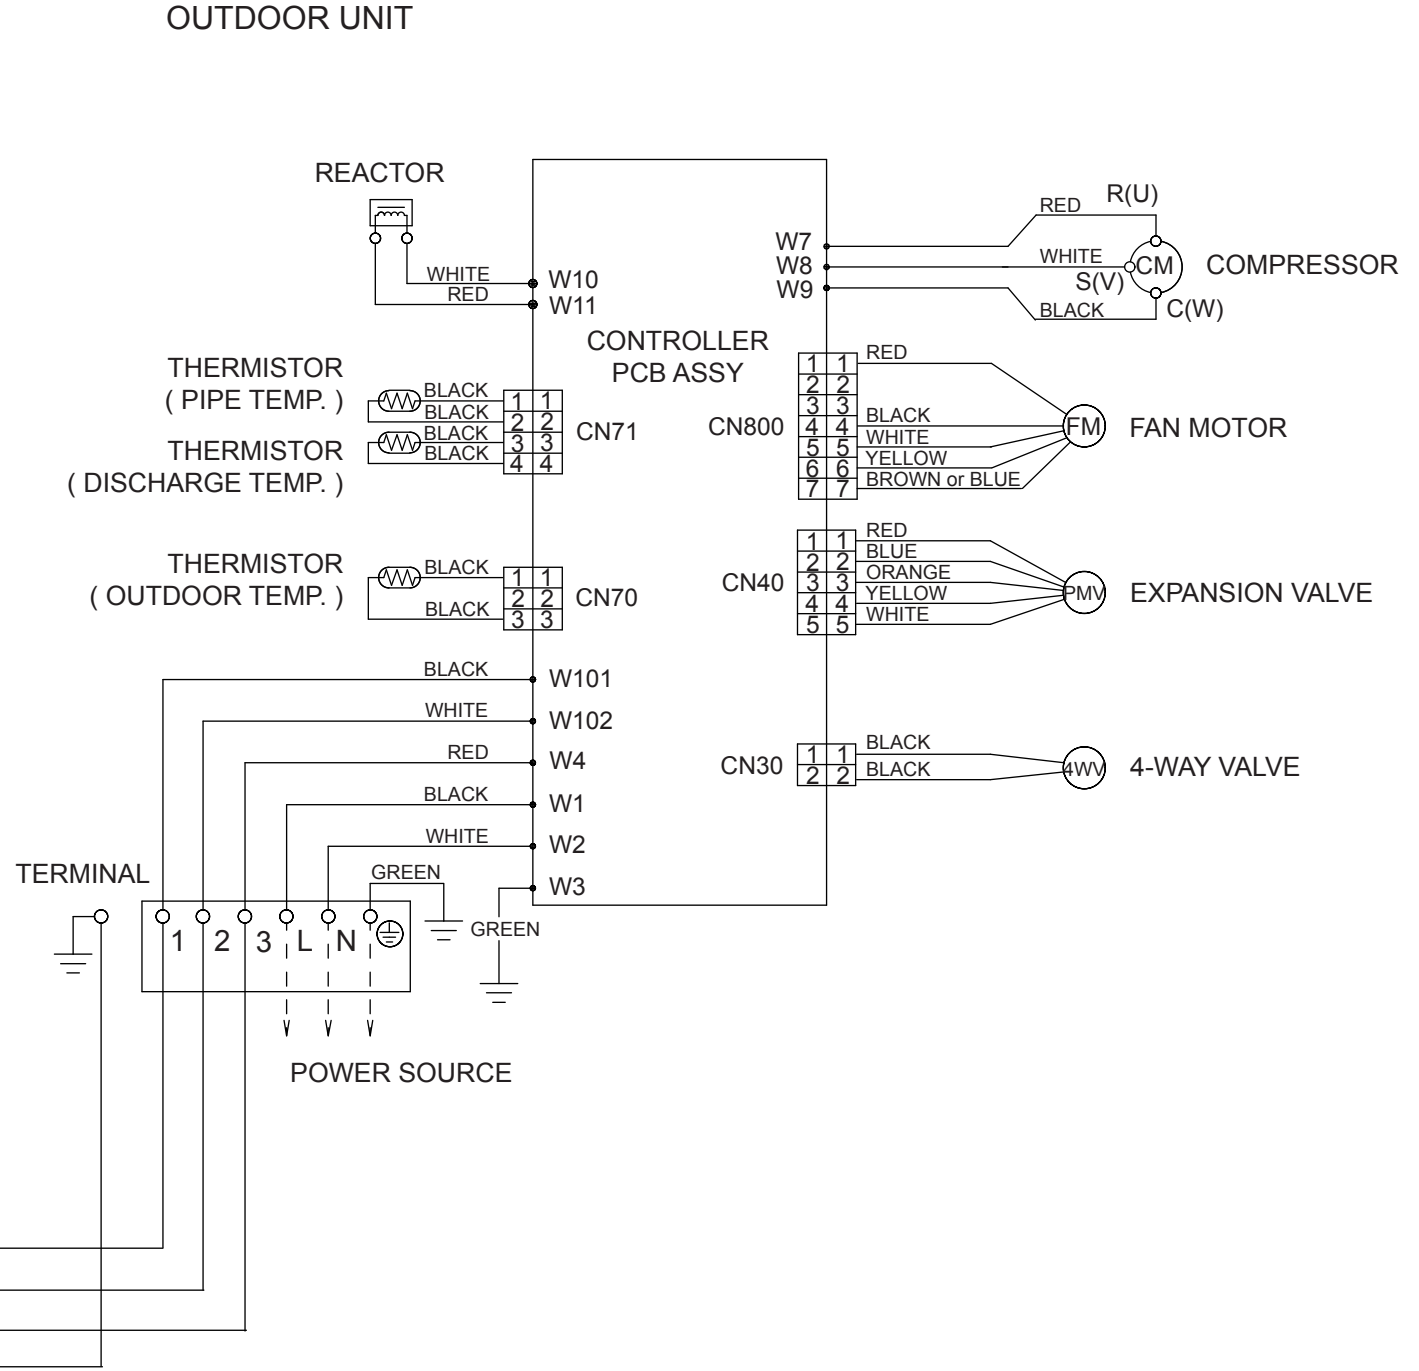 OUTDOOR UNIT
REACTOR
WHITE
RED
W10
W11
W7
W8
W9
RED
R(U)
WHITE
CM
S(V)
BLACK
C(W)
COMPRESSOR
CONTROLLER
PCB ASSY
THERMISTOR
( PIPE TEMP. )
THERMISTOR
( DISCHARGE TEMP. )
BLACK
BLACK
BLACK
BLACK
1 1
2 2
3 3
4 4
CN71
CN800
1 1
2 2
3 3
4 4
5 5
6 6
7 7
RED
BLACK
WHITE
YELLOW
BROWN or BLUE
FM
FAN MOTOR
THERMISTOR
( OUTDOOR TEMP. )
BLACK
BLACK
1 1
2 2
3 3
CN70
CN40
1 1
2 2
3 3
4 4
5 5
RED
BLUE
ORANGE
YELLOW
WHITE
PMV
EXPANSION VALVE
BLACK
W101
WHITE
W102
RED
W4
BLACK
W1
WHITE
W2
GREEN
W3
GREEN
CN30
1 1
2 2
BLACK
BLACK
4WV
4-WAY VALVE
TERMINAL
1 2 3 L N
POWER SOURCE